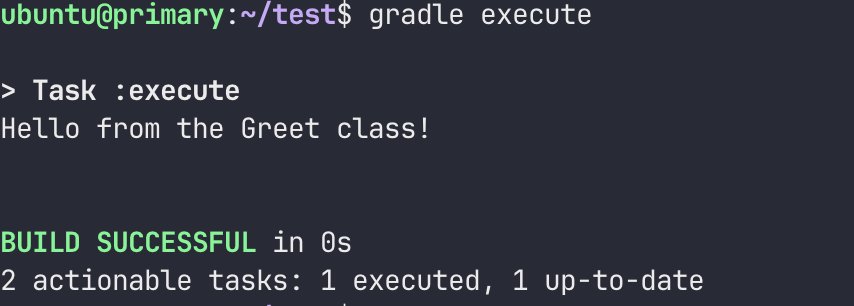 ubuntu@primary:~/test$ gradle execute
> Task :execute
Hello from the Greet class!
BUILD SUCCESSFUL in 0s
2 actionable tasks: 1 executed, 1 up-to-date